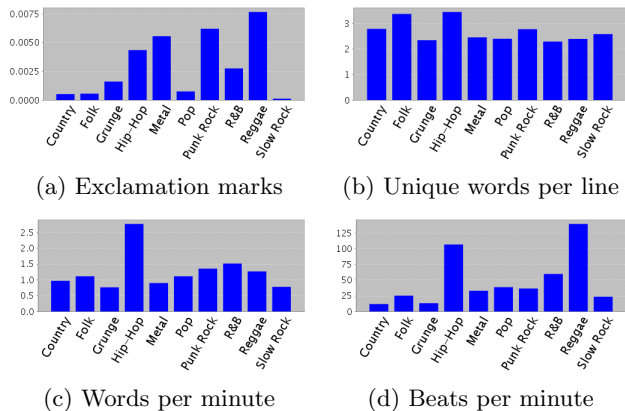 0.0075
0.0050
0.0025
0.0000
Country
Folk
Grunge
Hip-Hop
Metal
Pop
Punk Rock
R&B
Reggae
Slow Rock
(a) Exclamation marks
3
2
1
0
Country
Folk
Grunge
Hip-Hop
Metal
Pop
Punk Rock
R&B
Reggae
Slow Rock
(b) Unique words per line
2.5
2.0
1.5
1.0
0.5
0.0
Country
Folk
Grunge
Hip-Hop
Metal
Pop
Punk Rock
R&B
Reggae
Slow Rock
(c) Words per minute
125
100
75
50
25
0
Country
Folk
Grunge
Hip-Hop
Metal
Pop
Punk Rock
R&B
Reggae
Slow Rock
(d) Beats per minute